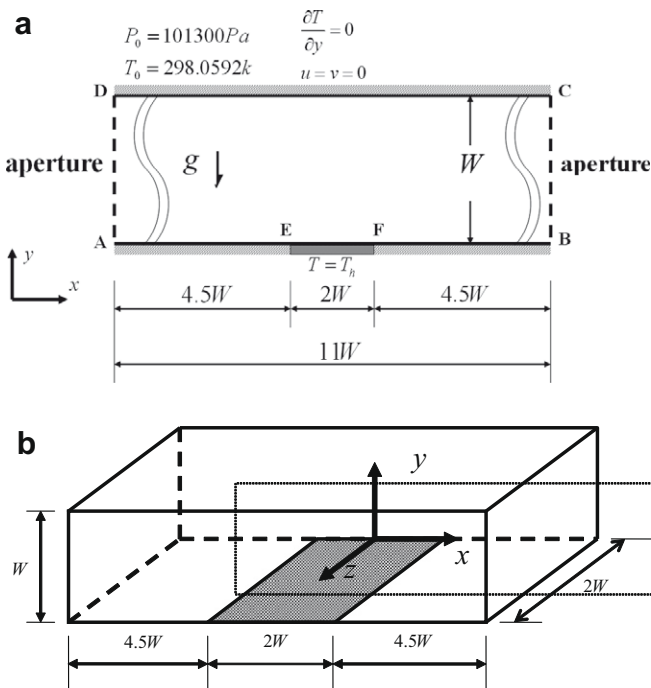 a
P₀ = 101300Pa
∂T/∂y = 0
T₀ = 298.0592k
u = v = 0
D
C
aperture
g
W
aperture
A
E
F
B
T = Tₕ
y
x
4.5W
2W
4.5W
11W
b
y
x
z
W
2W
4.5W
2W
4.5W